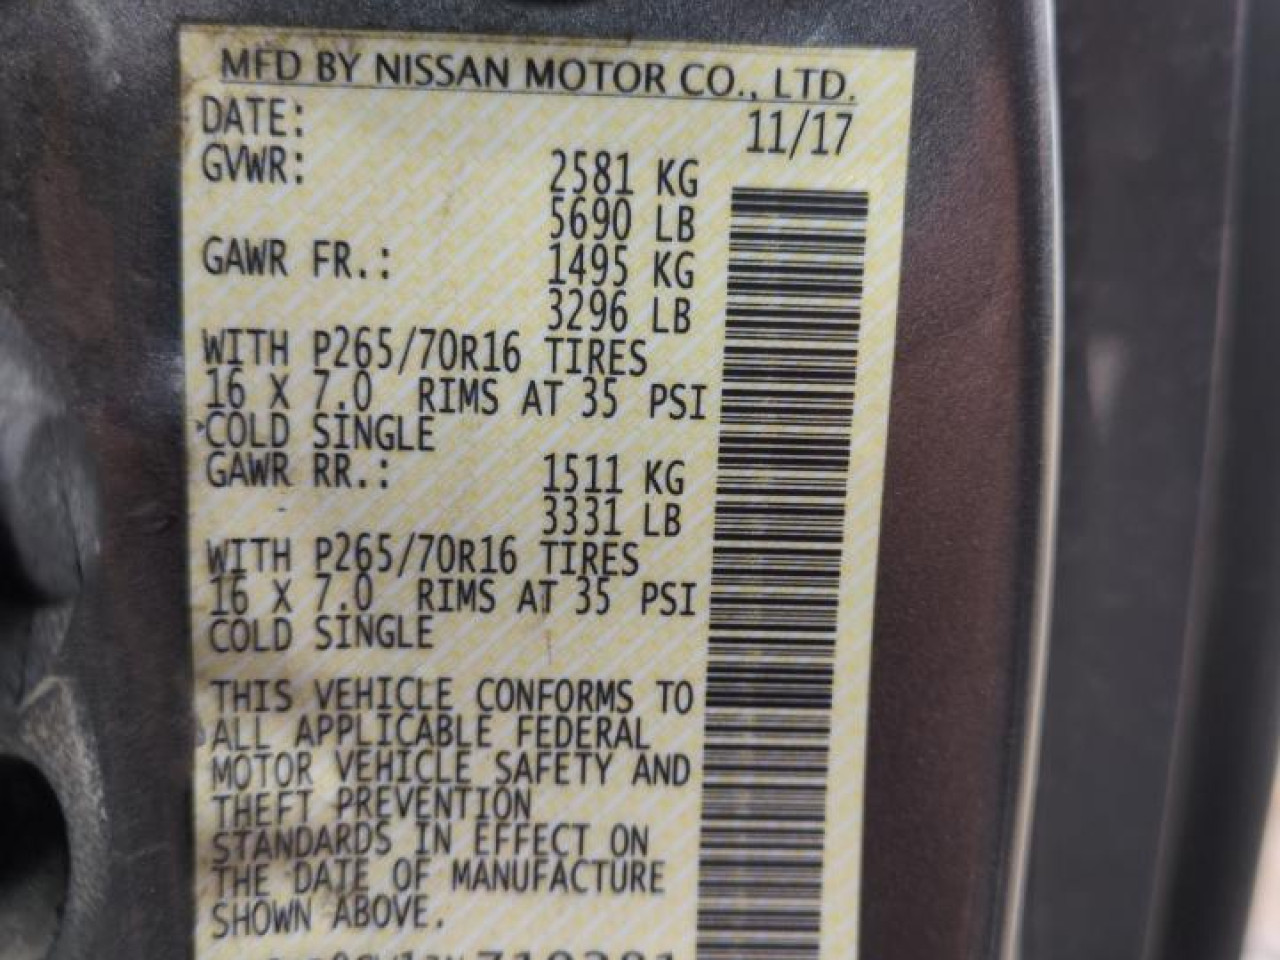 MFD BY NISSAN MOTOR CO., LTD.
DATE: 11/17
GVWR: 2581 KG
5690 LB
GAWR FR.: 1495 KG
3296 LB
WITH P265/70R16 TIRES
16 X 7.0 RIMS AT 35 PSI
COLD SINGLE
GAWR RR.: 1511 KG
3331 LB
WITH P265/70R16 TIRES
16 X 7.0 RIMS AT 35 PSI
COLD SINGLE
THIS VEHICLE CONFORMS TO
ALL APPLICABLE FEDERAL
MOTOR VEHICLE SAFETY AND
THEFT PREVENTION
STANDARDS IN EFFECT ON
THE DATE OF MANUFACTURE
SHOWN ABOVE.